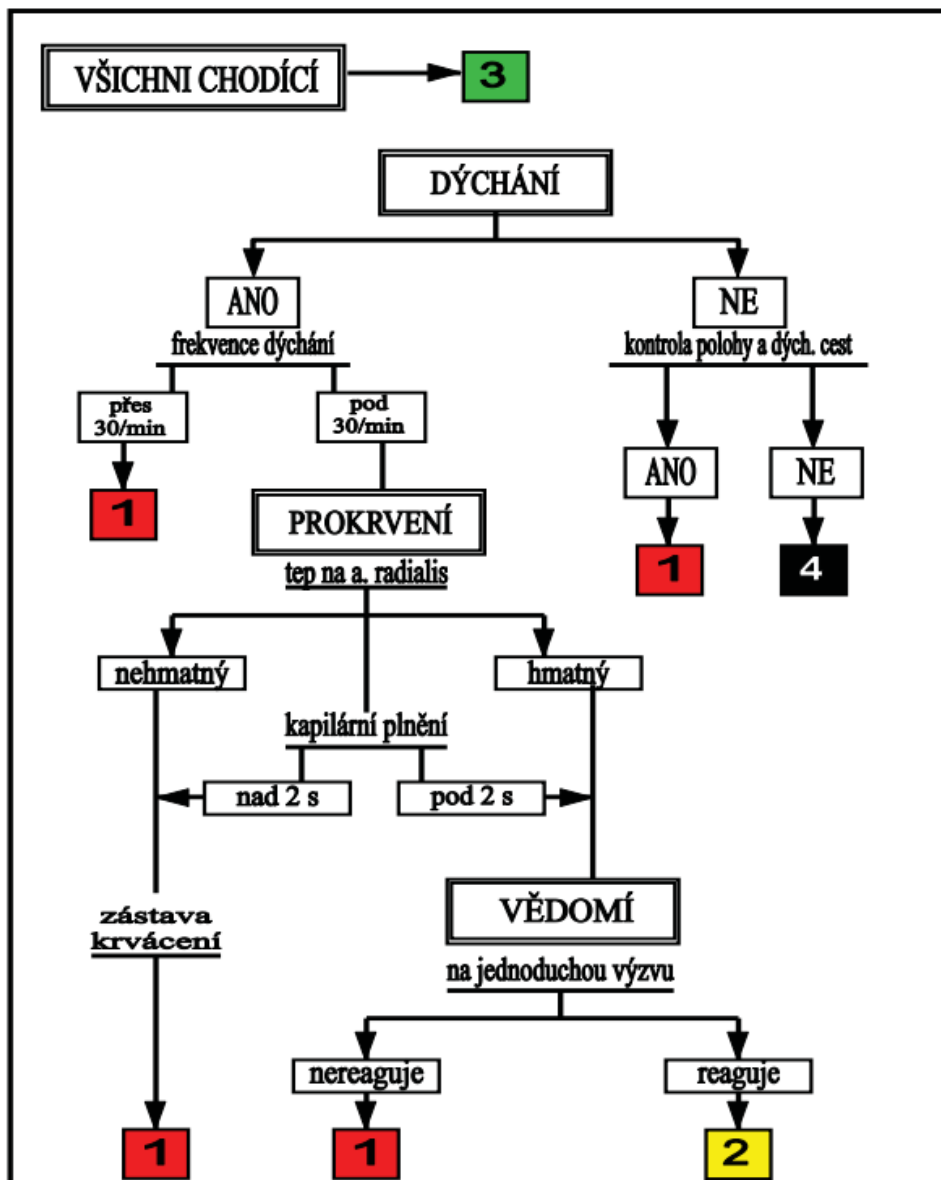 VŠICHNI CHODÍCÍ
3
DÝCHÁNÍ
ANO
NE
frekvence dýchání
kontrola polohy a dých. cest
přes
30/min
pod
30/min
ANO
NE
1
PROKRVENÍ
1
4
tep na a. radialis
nehmatný
hmatný
kapilární plnění
nad 2 s
pod 2 s
zástava
krvácení
VĚDOMÍ
na jednoduchou výzvu
nereaguje
reaguje
1
1
2